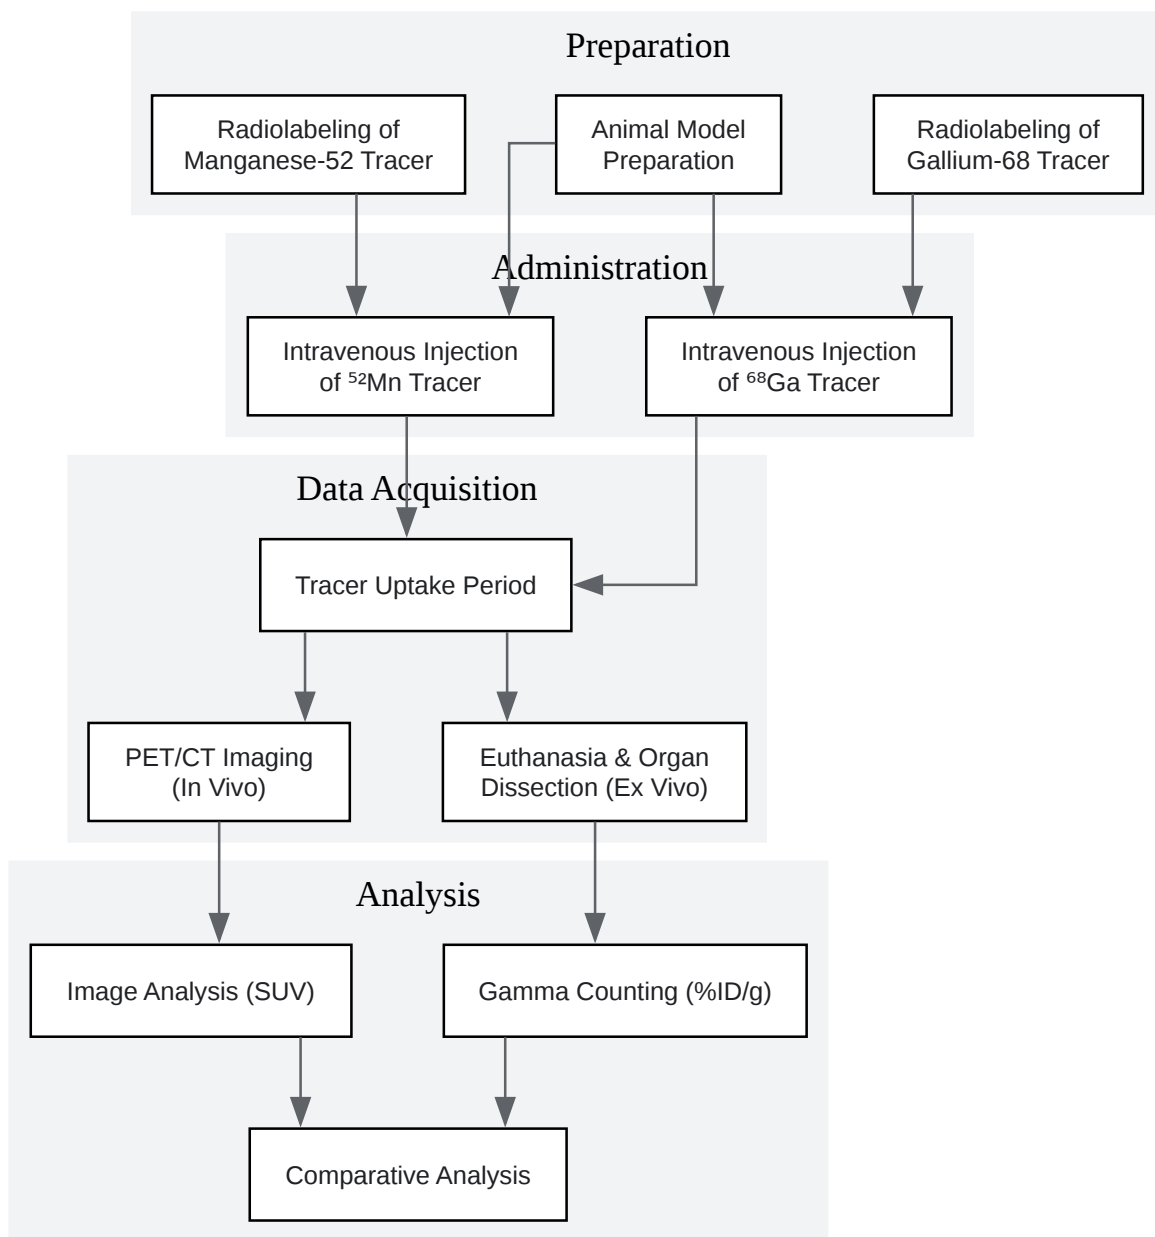 Preparation
Radiolabeling of
Manganese-52 Tracer
Animal Model
Preparation
Radiolabeling of
Gallium-68 Tracer
Administration
Intravenous Injection
of ⁵²Mn Tracer
Intravenous Injection
of ⁶⁸Ga Tracer
Data Acquisition
Tracer Uptake Period
PET/CT Imaging
(In Vivo)
Euthanasia & Organ
Dissection (Ex Vivo)
Analysis
Image Analysis (SUV)
Gamma Counting (%ID/g)
Comparative Analysis